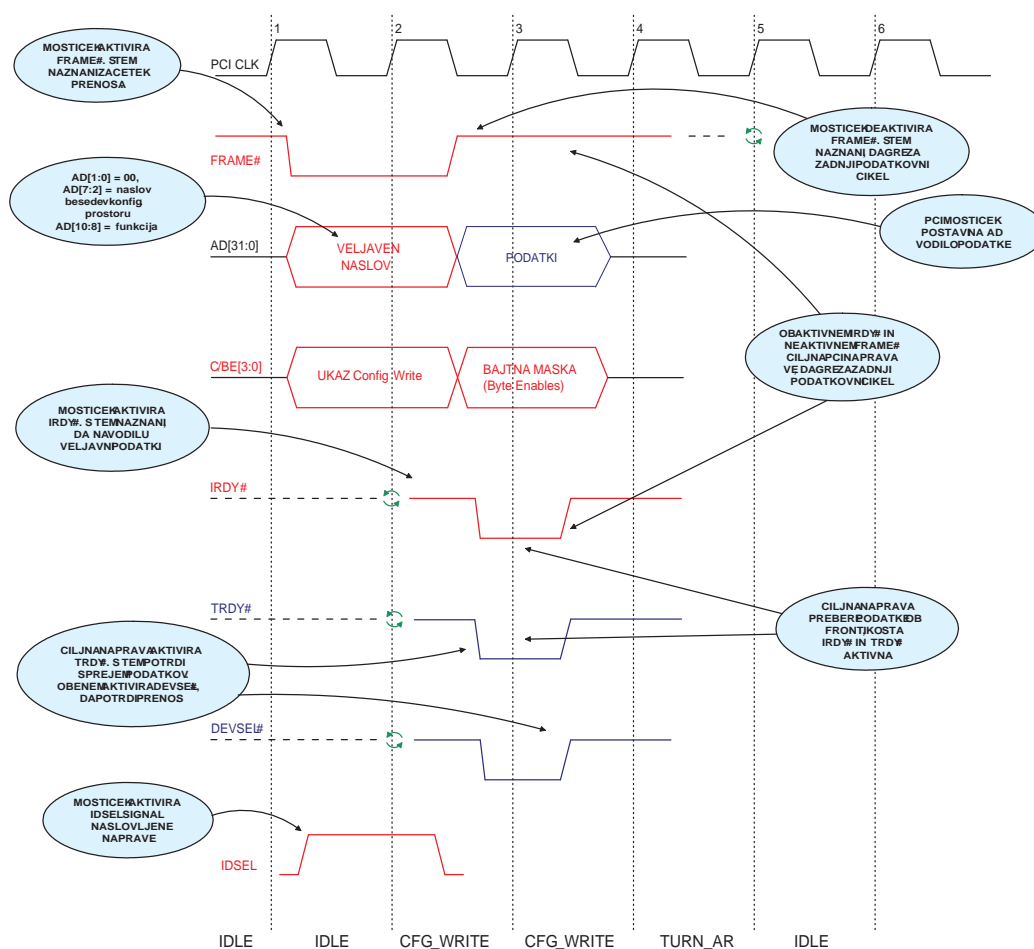 1
2
3
4
5
6
PCI CLK
MOSTICEK AKTIVIRA
FRAME#. S TEM
NAZNANI ZACETEK
PRENOSA
FRAME#
MOSTICEK DEAKTIVIRA
FRAME#. S TEM
NAZNANI, DA GRE ZA
ZADNJI PODATKOVNI
CIKEL
AD[1:0] = 00,
AD[7:2] = naslov
besede v konfig
prostoru
AD[10:8] = funkcija
AD[31:0]
VELJAVEN
NASLOV
PODATKI
PCI MOSTICEK
POSTAVI NA AD
VODILO PODATKE
C/BE[3:0]
UKAZ Config Write
BAJTNA MASKA
(Byte Enables)
OB AKTIVNEM IRDY# IN
NEAKTIVNEM FRAME#
CILJNA PCI NAPRAVA
VE, DA GRE ZA ZADNJI
PODATKOVNI CIKEL
MOSTICEK AKTIVIRA
IRDY#. S TEM NAZNANI,
DA NA VODILU
VELJAVNI PODATKI
IRDY#
TRDY#
CILJNA NAPRAVA
PREBERE PODATKE OB
FRONTI, KO STA
IRDY# IN TRDY#
AKTIVNA
CILJNA NAPRAVA AKTIVIRA
TRDY#. S TEM POTRDI
SPREJEM PODATKOV.
OBENEM AKTIVIRA DEVSEL#,
DA POTRDI PRENOS
DEVSEL#
MOSTICEK AKTIVIRA
IDSEL SIGNAL
NASLOVLJENE
NAPRAVE
IDSEL
IDLE
IDLE
CFG_WRITE
CFG_WRITE
TURN_AR
IDLE